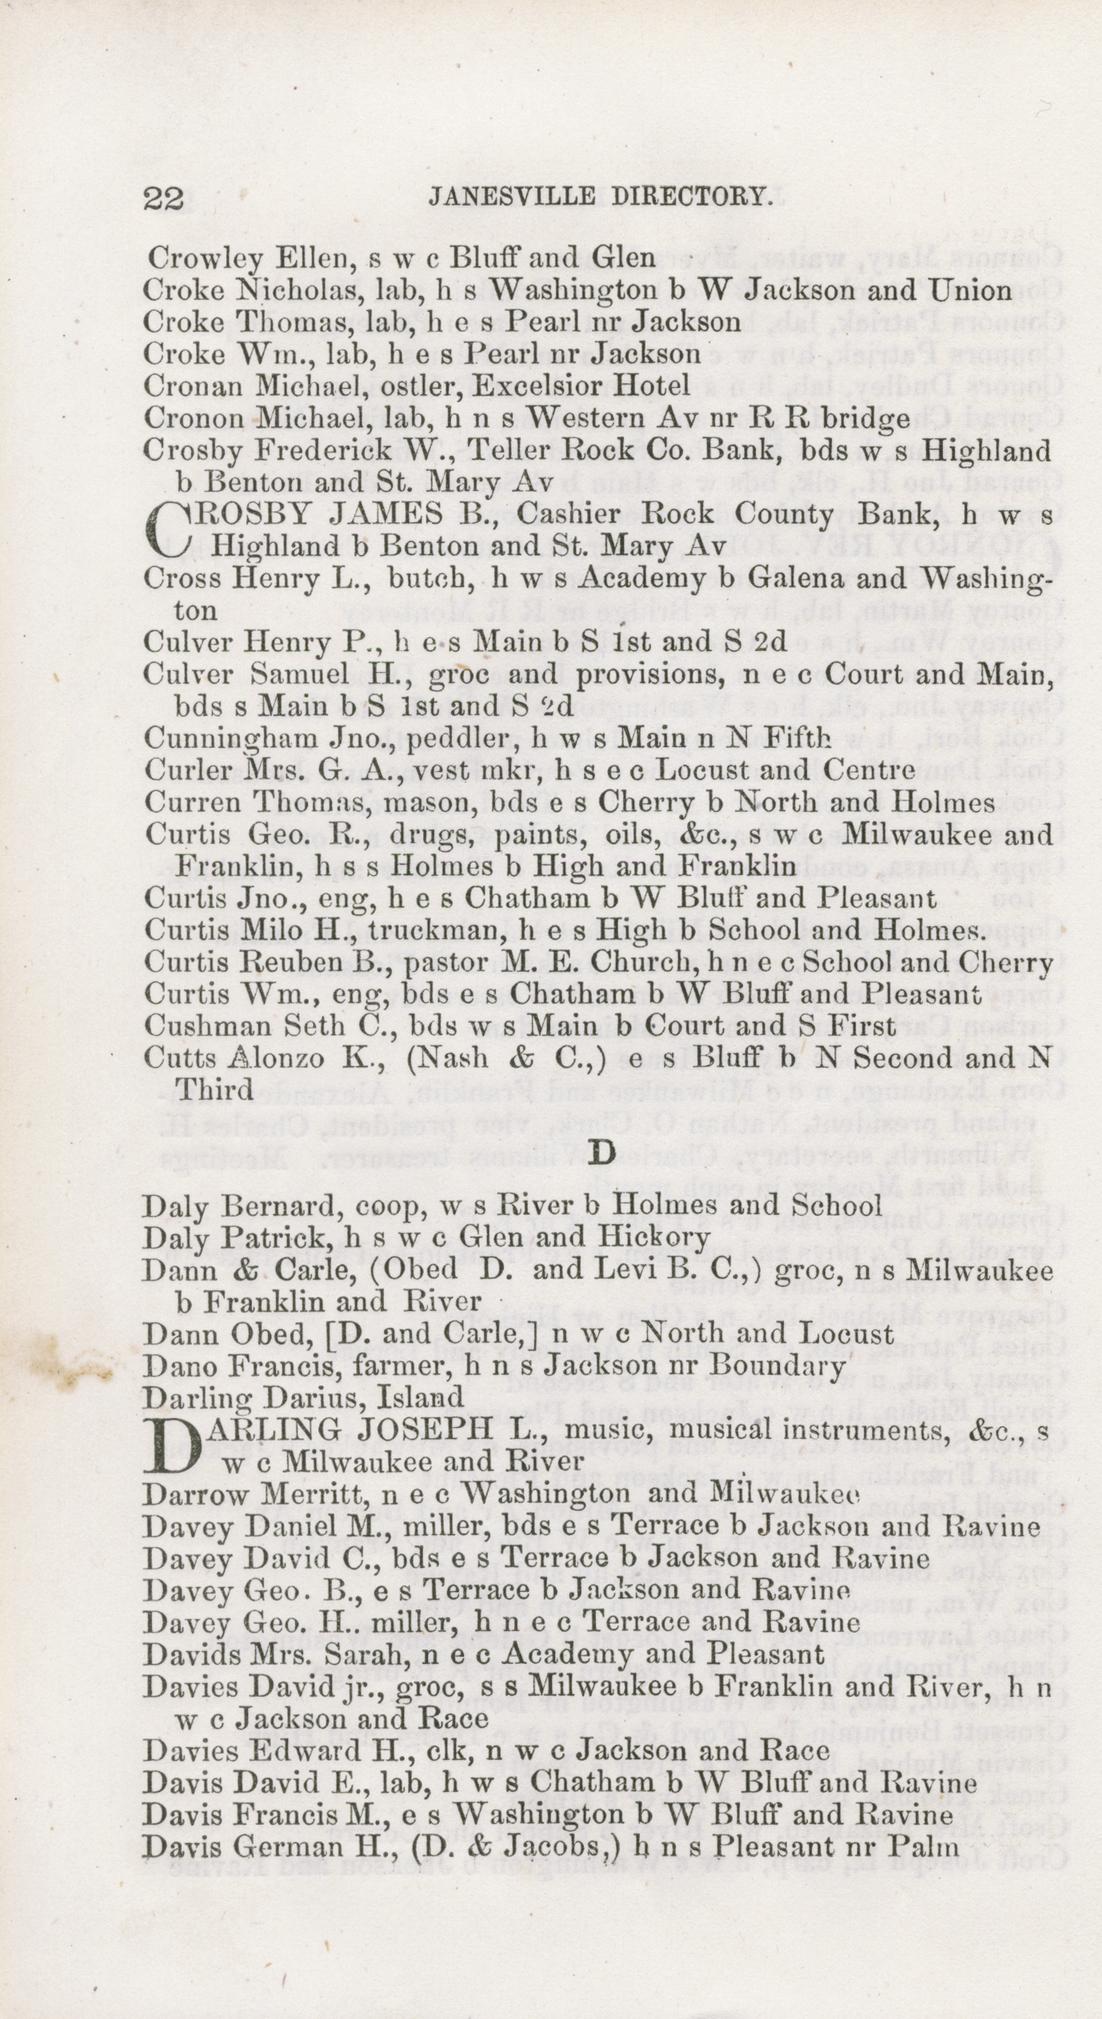 22 JANESVILLE DIRECTORY.
Crowley Ellen, s w c Bluff and Glen
Croke Nicholas, lab, h s Washington b W Jackson and Union
Croke Thomas, lab, h e s Pearl nr Jackson
Croke Wm., lab, h e s Pearl nr Jackson
Cronan Michael, ostler, Excelsior Hotel
Cronon Michael, lab, h n s Western Av nr R R bridge
Crosby Frederick W., Teller Rock Co. Bank, bds w s Highland
b Benton and St. Mary Av
CROSBY JAMES B., Cashier Rock County Bank, h w s
Highland b Benton and St. Mary Av
Cross Henry L., butch, h w s Academy b Galena and Washing-
ton
Culver Henry P., h e s Main b S 1st and S 2d
Culver Samuel H., groc and provisions, n e c Court and Main,
bds s Main b S 1st and S 2d
Cunningham Jno., peddler, h w s Main n N Fifth
Curler Mrs. G. A., vest mkr, h s e c Locust and Centre
Curren Thomas, mason, bds e s Cherry b North and Holmes
Curtis Geo. R., drugs, paints, oils, &c., s w c Milwaukee and
Franklin, h s s Holmes b High and Franklin
Curtis Jno., eng, h e s Chatham b W Bluff and Pleasant
Curtis Milo H., truckman, h e s High b School and Holmes.
Curtis Reuben B., pastor M. E. Church, h n e c School and Cherry
Curtis Wm., eng, bds e s Chatham b W Bluff and Pleasant
Cushman Seth C., bds w s Main b Court and S First
Cutts Alonzo K., (Nash & C.,) e s Bluff b N Second and N
Third
D
Daly Bernard, coop, w s River b Holmes and School
Daly Patrick, h s w c Glen and Hickory
Dann & Carle, (Obed D. and Levi B. C.,) groc, n s Milwaukee
b Franklin and River
Dann Obed, [D. and Carle,] n w c North and Locust
Dano Francis, farmer, h n s Jackson nr Boundary
Darling Darius, Island
DARLING JOSEPH L., music, musical instruments, &c., s
w c Milwaukee and River
Darrow Merritt, n e c Washington and Milwaukee
Davey Daniel M., miller, bds e s Terrace b Jackson and Ravine
Davey David C., bds e s Terrace b Jackson and Ravine
Davey Geo. B., e s Terrace b Jackson and Ravine
Davey Geo. H.. miller, h n e c Terrace and Ravine
Davids Mrs. Sarah, n e c Academy and Pleasant
Davies David jr., groc, s s Milwaukee b Franklin and River, h n
w c Jackson and Race
Davies Edward H., clk, n w c Jackson and Race
Davis David E., lab, h w s Chatham b W Bluff and Ravine
Davis Francis M., e s Washington b W Bluff and Ravine
Davis German H., (D. & Jacobs,) h n s Pleasant nr Palm